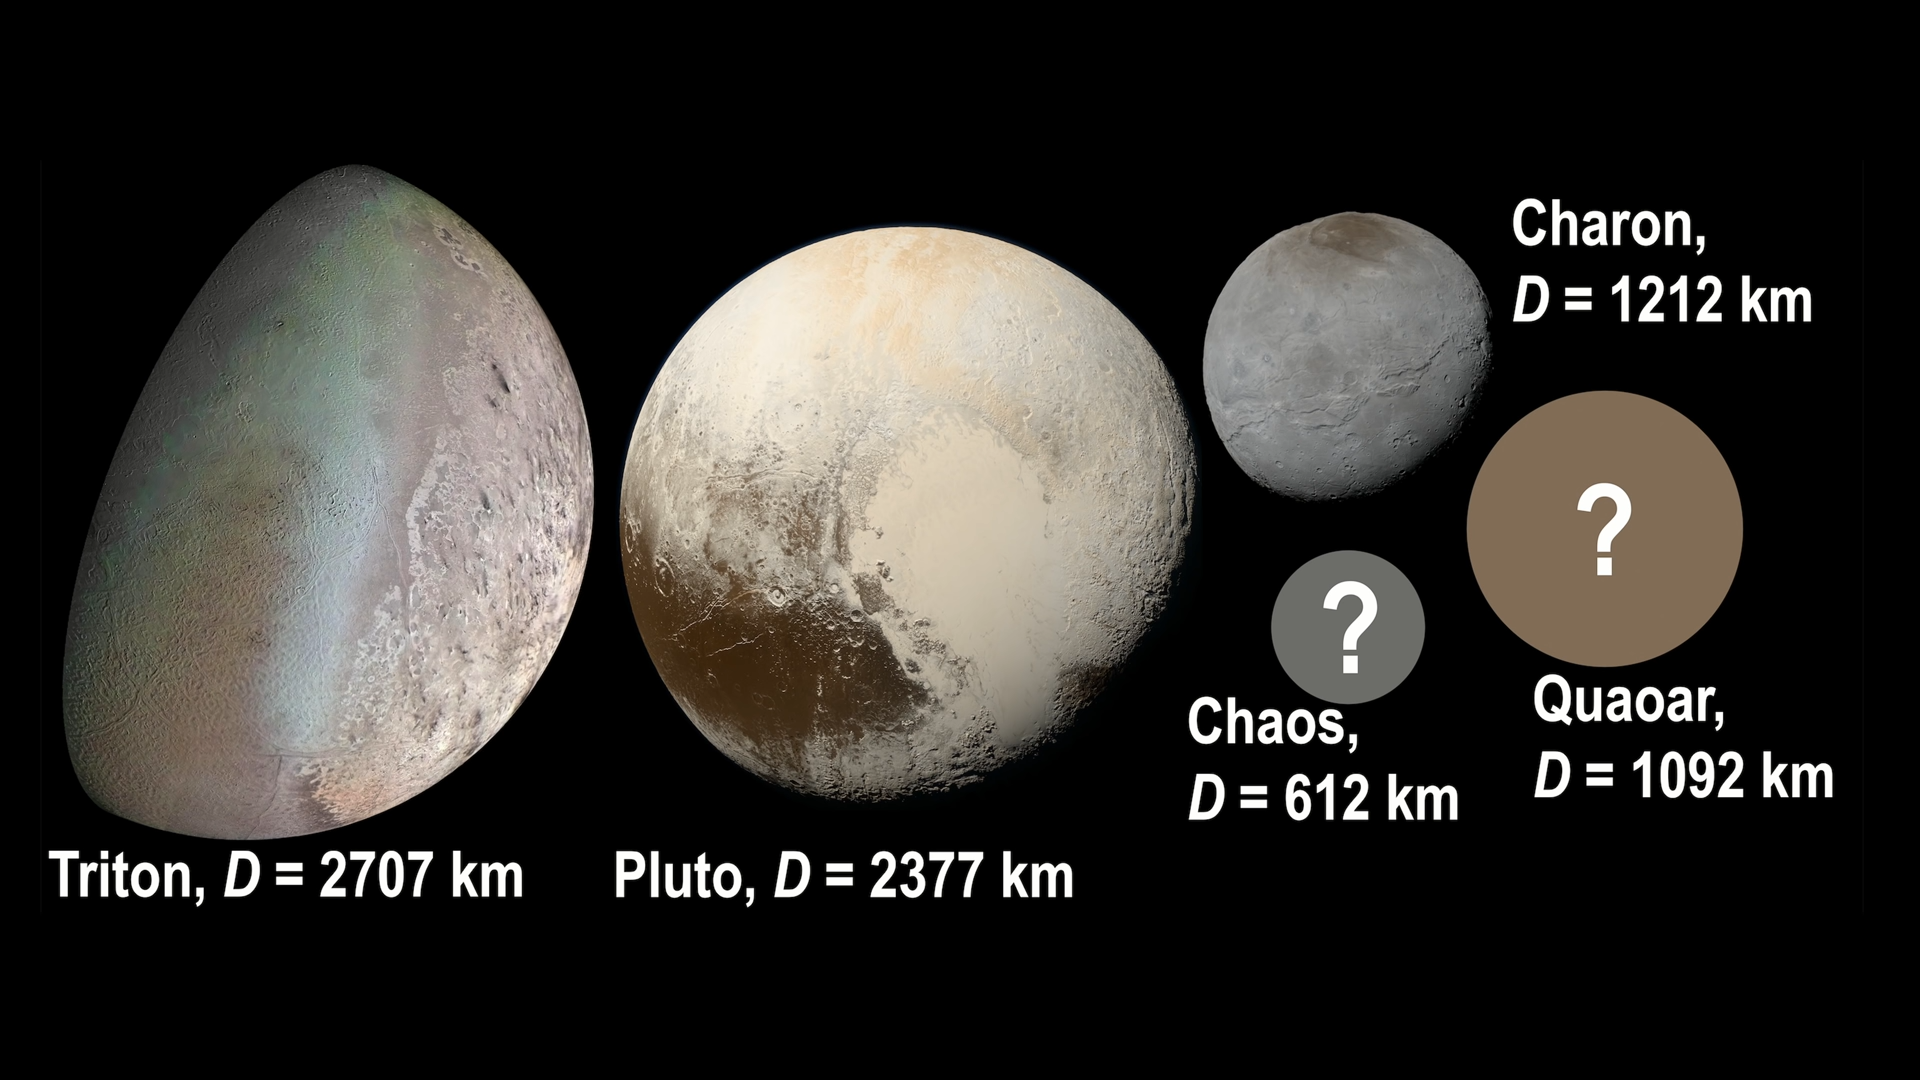 Charon,
D = 1212 km
?
?
Chaos,
D = 612 km
Quaoar,
D = 1092 km
Triton, D = 2707 km
Pluto, D = 2377 km